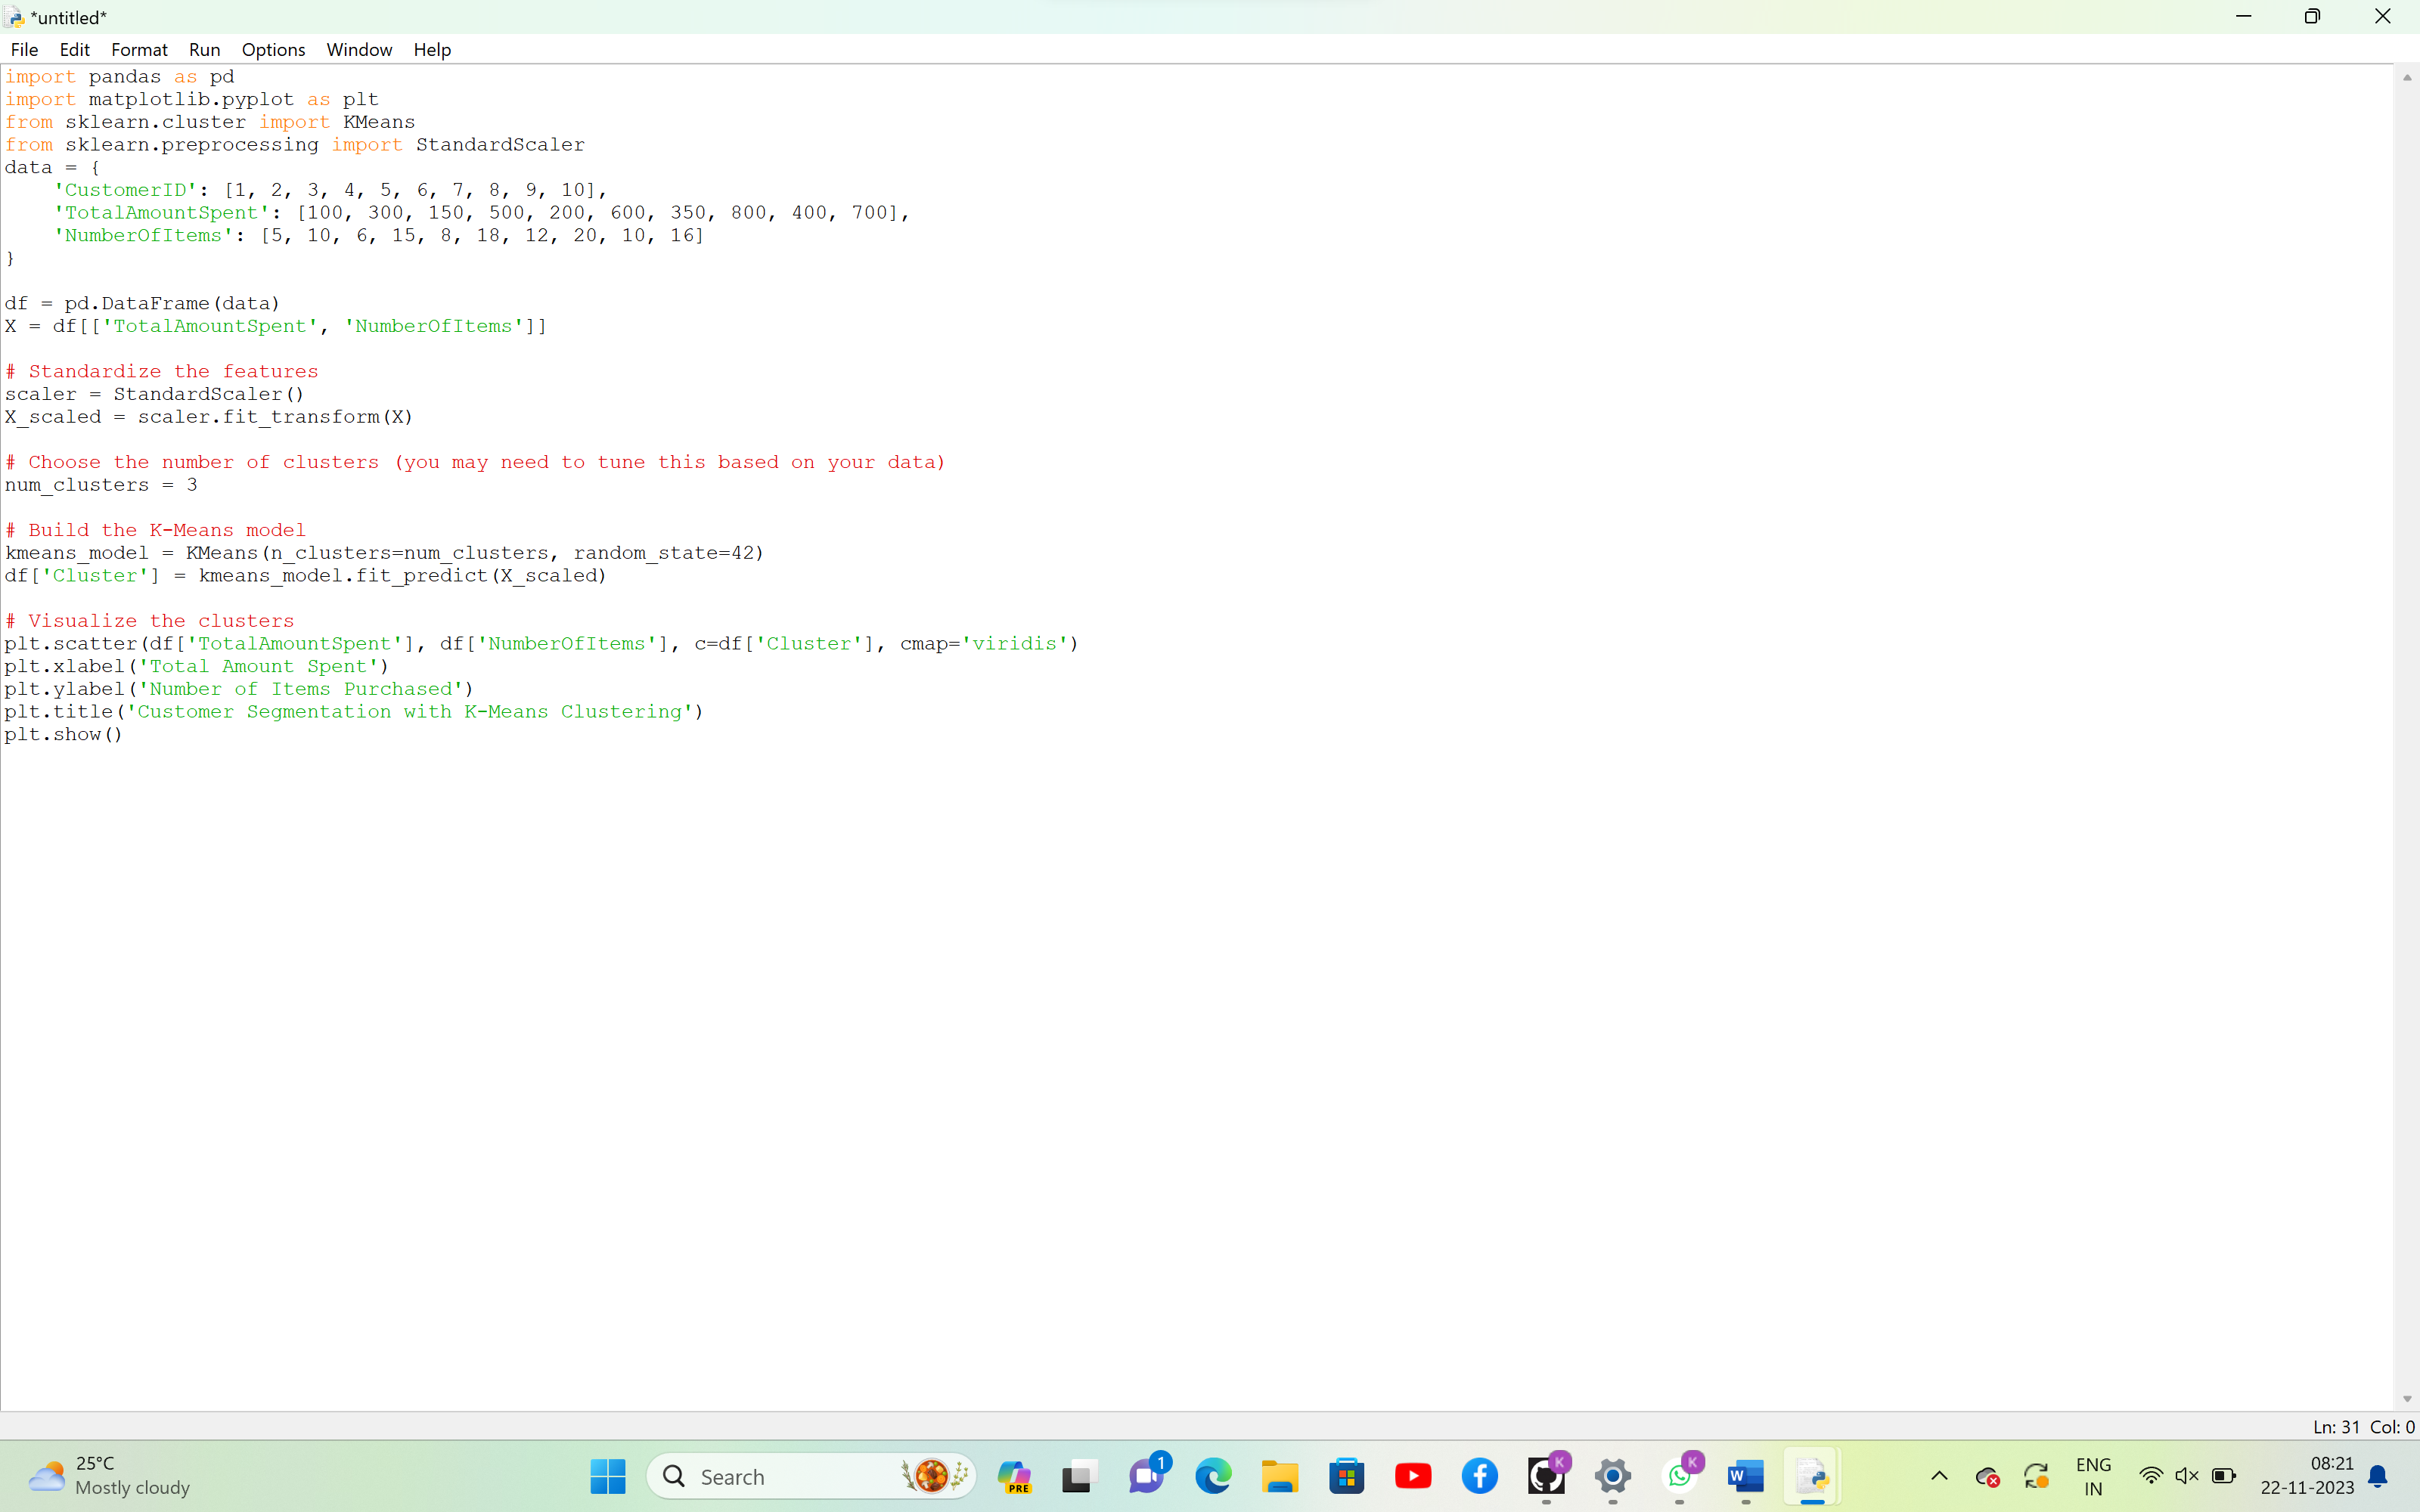 *untitled*
File Edit Format Run Options Window Help
import pandas as pd
import matplotlib.pyplot as plt
from sklearn.cluster import KMeans
from sklearn.preprocessing import StandardScaler
data = {
    'CustomerID': [1, 2, 3, 4, 5, 6, 7, 8, 9, 10],
    'TotalAmountSpent': [100, 300, 150, 500, 200, 600, 350, 800, 400, 700],
    'NumberOfItems': [5, 10, 6, 15, 8, 18, 12, 20, 10, 16]
}
df = pd.DataFrame(data)
X = df[['TotalAmountSpent', 'NumberOfItems']]
# Standardize the features
scaler = StandardScaler()
X_scaled = scaler.fit_transform(X)
# Choose the number of clusters (you may need to tune this based on your data)
num_clusters = 3
# Build the K-Means model
kmeans_model = KMeans(n_clusters=num_clusters, random_state=42)
df['Cluster'] = kmeans_model.fit_predict(X_scaled)
# Visualize the clusters
plt.scatter(df['TotalAmountSpent'], df['NumberOfItems'], c=df['Cluster'], cmap='viridis')
plt.xlabel('Total Amount Spent')
plt.ylabel('Number of Items Purchased')
plt.title('Customer Segmentation with K-Means Clustering')
plt.show()
Ln: 31 Col: 0
25°C
Mostly cloudy
Search
PRE
1
K
K
W
ENG
IN
08:21
22-11-2023